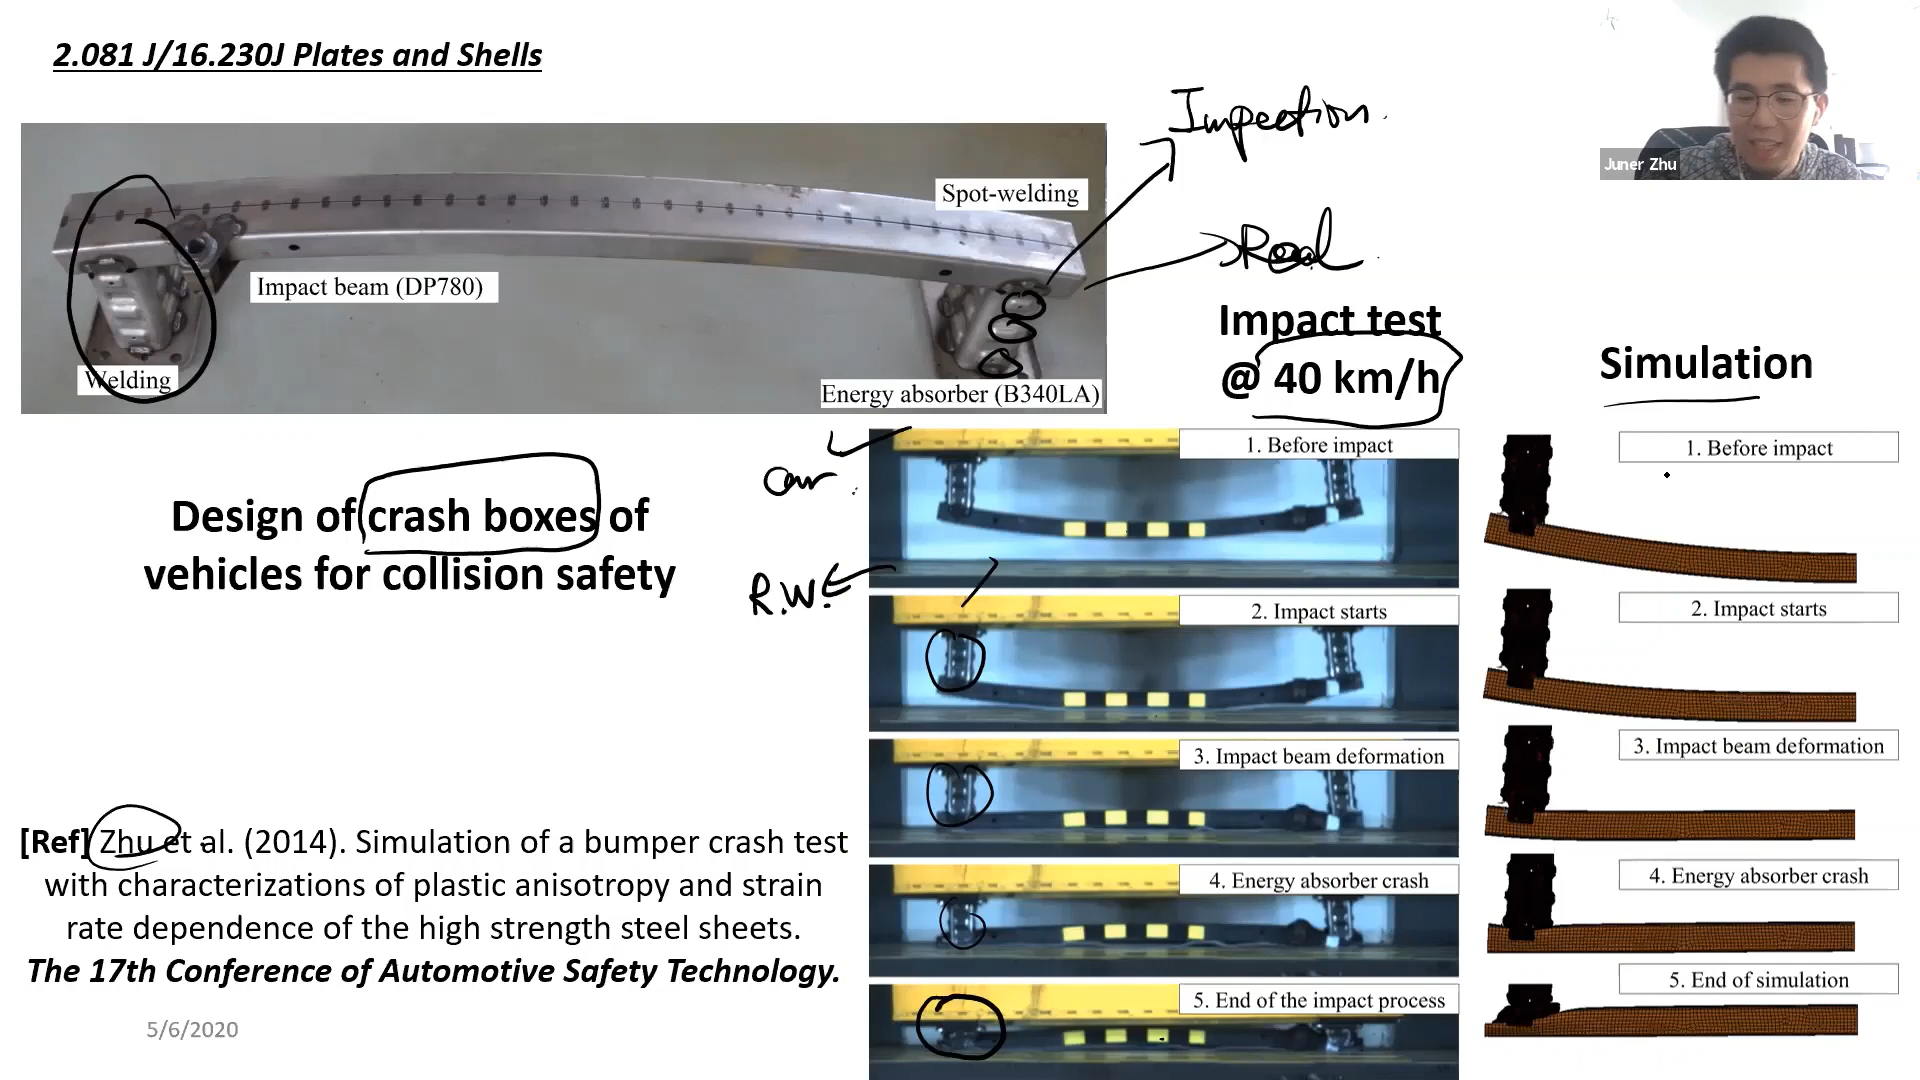 2.081 J/16.230J Plates and Shells
Juner Zhu
Spot-welding
Impact beam (DP780)
Welding
Energy absorber (B340LA)
Impact test
@ 40 km/h
Simulation
Design of crash boxes of
vehicles for collision safety
car
R.W.
1. Before impact
2. Impact starts
3. Impact beam deformation
4. Energy absorber crash
5. End of the impact process
1. Before impact
2. Impact starts
3. Impact beam deformation
4. Energy absorber crash
5. End of simulation
[Ref] Zhu et al. (2014). Simulation of a bumper crash test
with characterizations of plastic anisotropy and strain
rate dependence of the high strength steel sheets.
The 17th Conference of Automotive Safety Technology.
5/6/2020